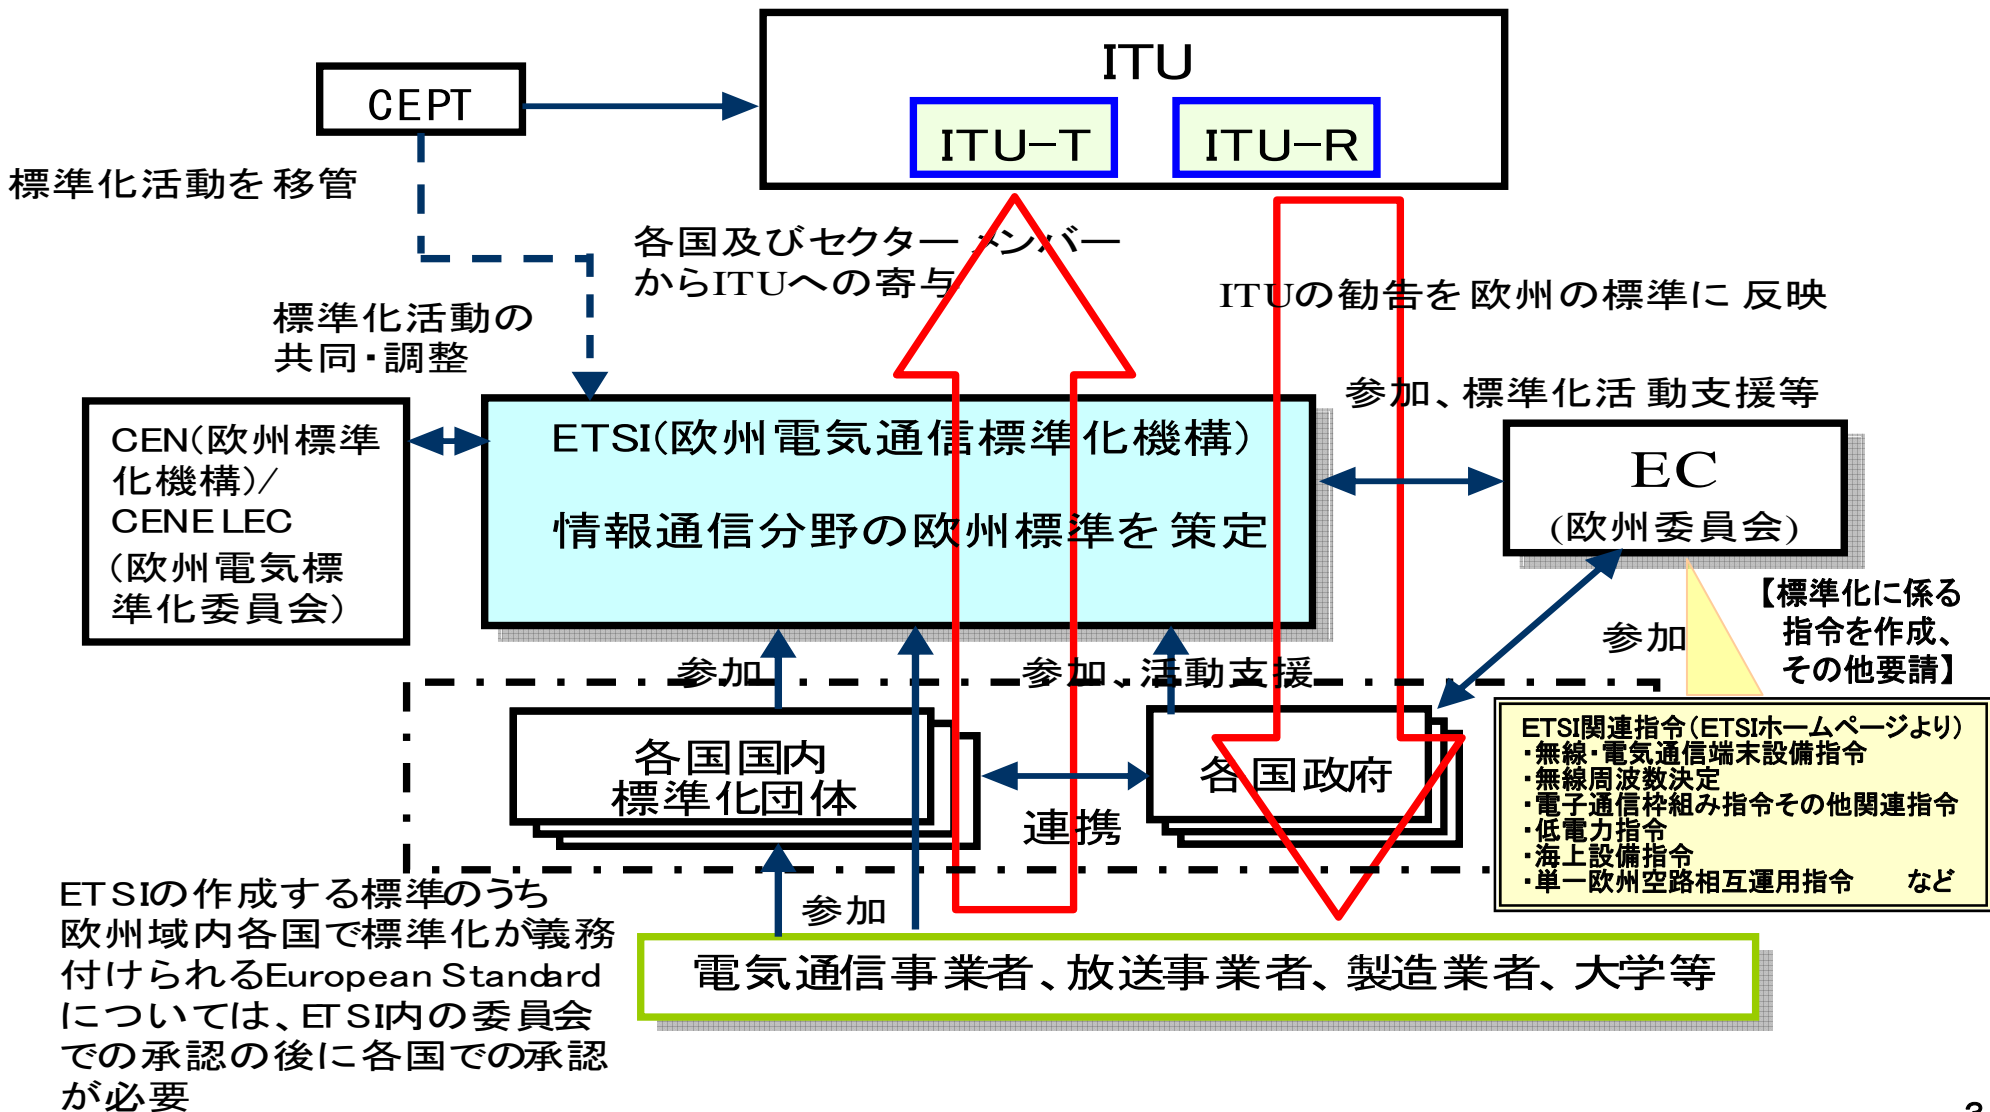 ITU
CEPT
ITU-T
ITU-R
標準化活動を移管
各国及びセクターメンバー
からITUへの寄与
ITUの勧告を欧州の標準に反映
標準化活動の
共同・調整
参加、標準化活動支援等
CEN(欧州標準
化機構)/
CENELEC
(欧州電気標
準化委員会)
ETSI(欧州電気通信標準化機構)
情報通信分野の欧州標準を策定
EC
(欧州委員会)
【標準化に係る
指令を作成、
その他要請】
参加
参加
参加、活動支援
各国国内
標準化団体
連携
各国政府
ETSI関連指令(ETSIホームページより)
・無線・電気通信端末設備指令
・無線周波数決定
・電子通信枠組み指令その他関連指令
・低電力指令
・海上設備指令
・単一欧州空路相互運用指令　　など
参加
ETSIの作成する標準のうち
欧州域内各国で標準化が義務
付けられるEuropean Standard
については、ETSI内の委員会
での承認の後に各国での承認
が必要
電気通信事業者、放送事業者、製造業者、大学等